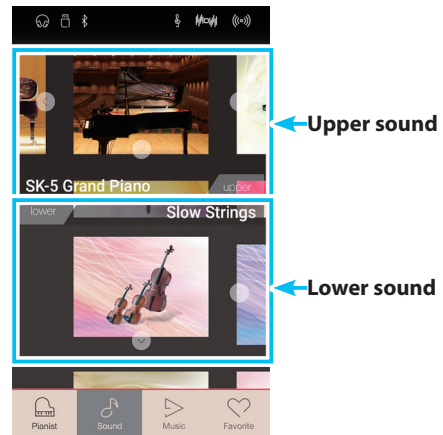 Upper sound
SK-5 Grand Piano
upper
lower
Slow Strings
Lower sound
Pianist
Sound
Music
Favorite